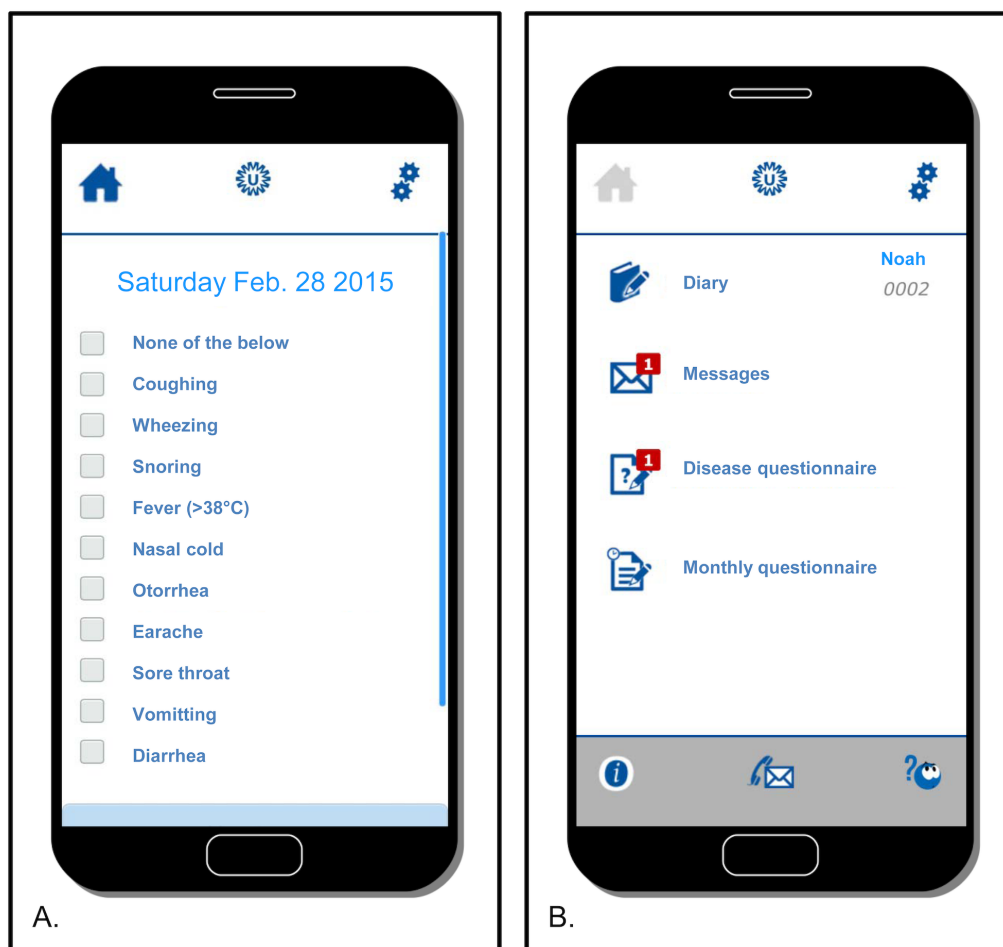 U
Saturday Feb. 28 2015
None of the below
Coughing
Wheezing
Snoring
Fever (>38°C)
Nasal cold
Otorrhea
Earache
Sore throat
Vomitting
Diarrhea
A.
U
Noah
Diary
0002
1
Messages
1
?
Disease questionnaire
Monthly questionnaire
i
?
B.